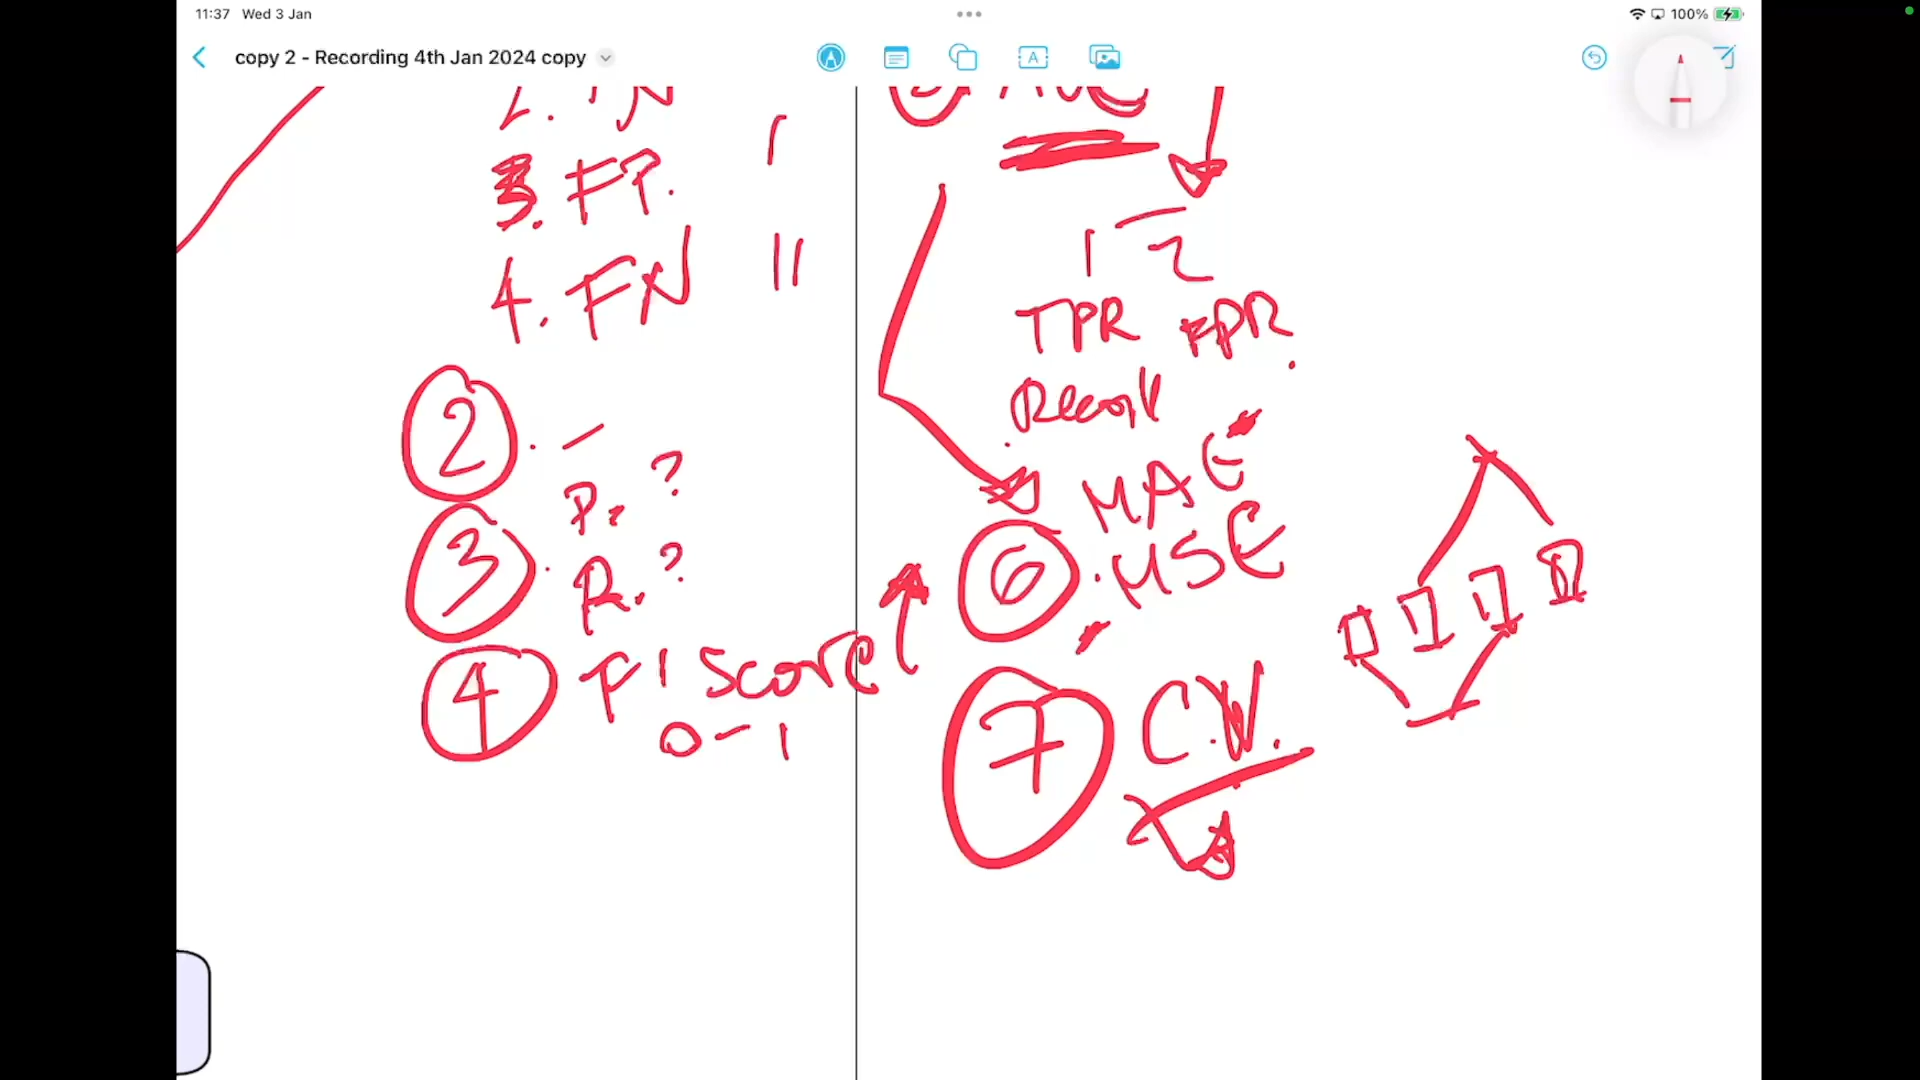 11:37 Wed 3 Jan
100%
copy 2 - Recording 4th Jan 2024 copy
3. FP. I
4. FN II
2. -
P. ?
3. R. ?
4 F1 Score
0-1
1 2
TPR FPR
Recall
MAE
6. MSE
7 C.W.